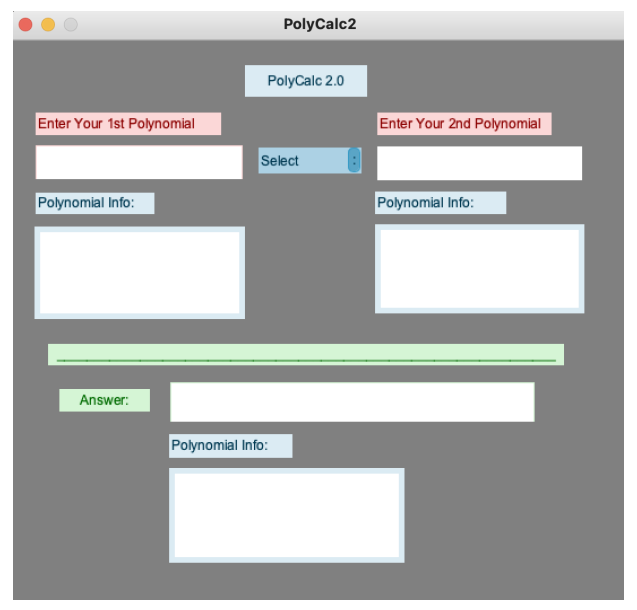 PolyCalc2
PolyCalc 2.0
Enter Your 1st Polynomial
Enter Your 2nd Polynomial
Select
Polynomial Info:
Polynomial Info:
Answer:
Polynomial Info: